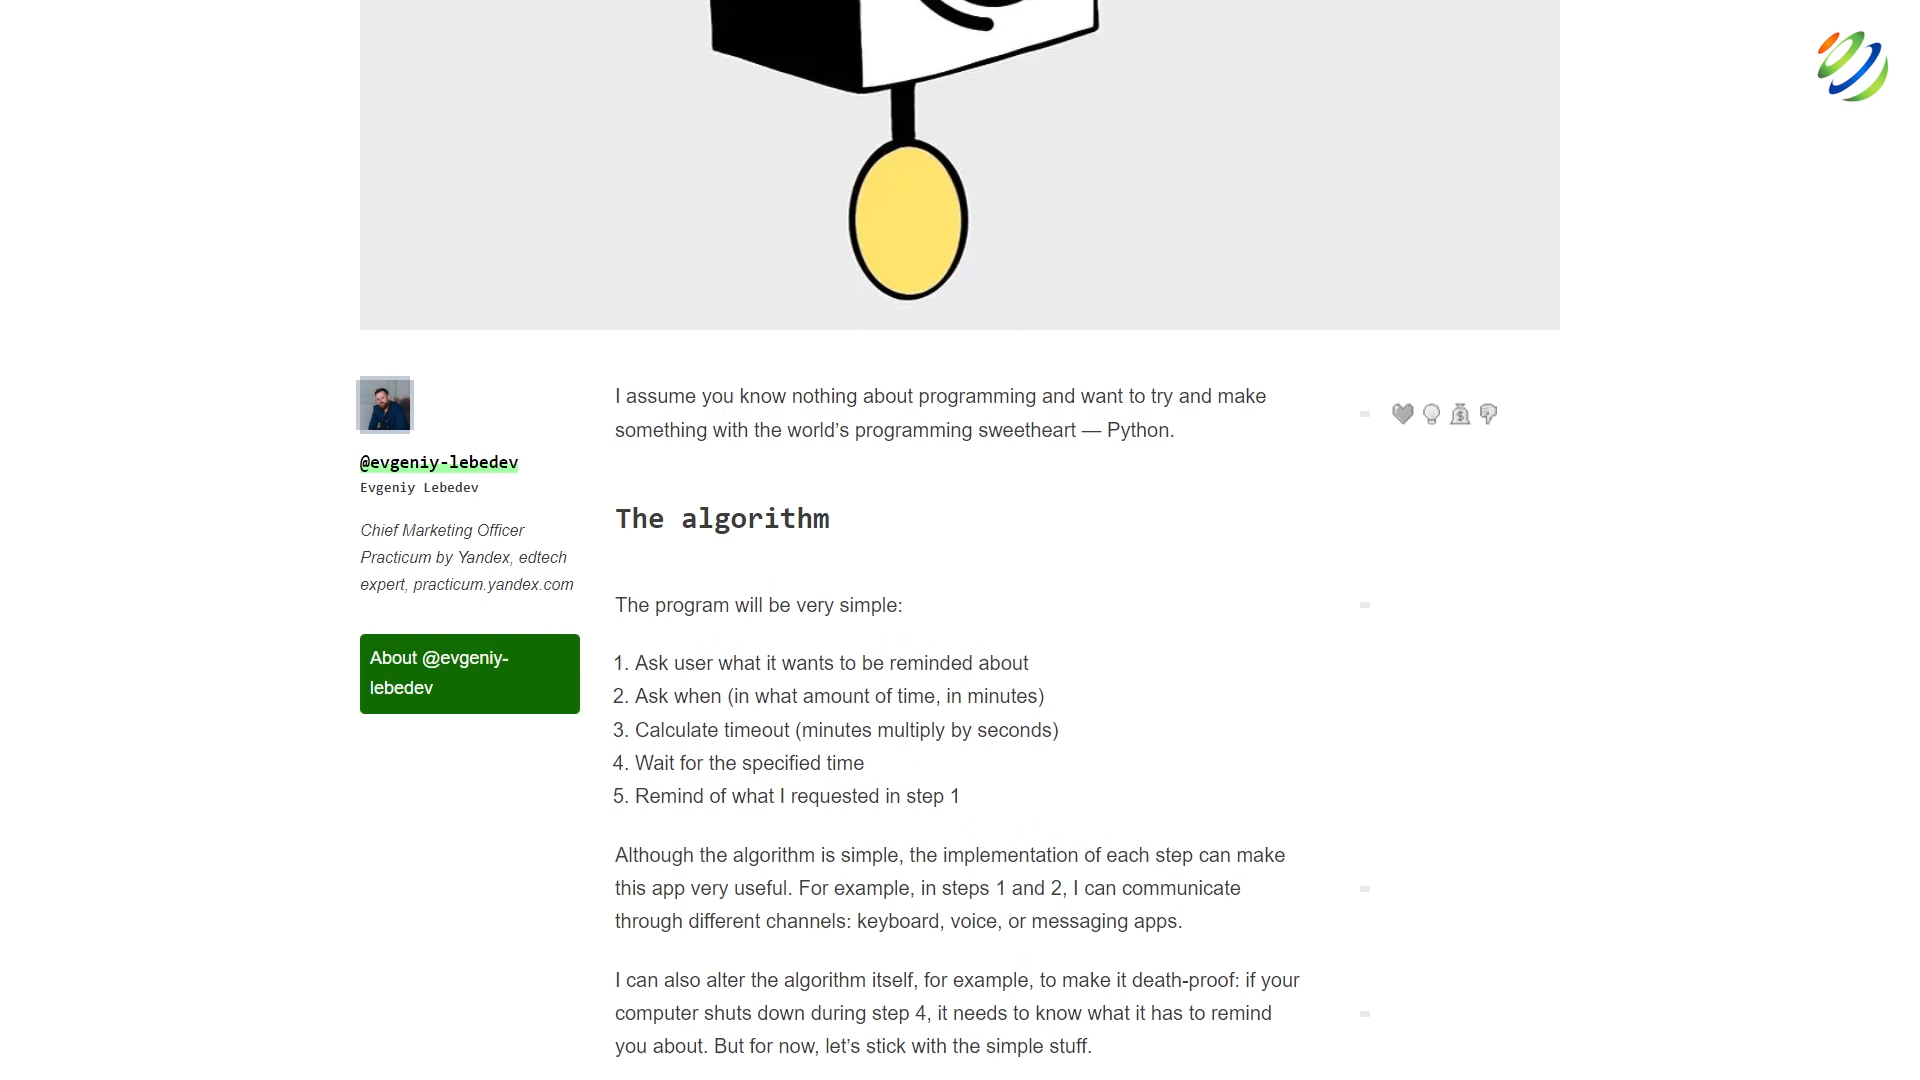 @evgeniy-lebedev
Evgeniy Lebedev
Chief Marketing Officer
Practicum by Yandex, edtech
expert, practicum.yandex.com
About @evgeniy-
lebedev
I assume you know nothing about programming and want to try and make
something with the world’s programming sweetheart — Python.
The algorithm
The program will be very simple:
1. Ask user what it wants to be reminded about
2. Ask when (in what amount of time, in minutes)
3. Calculate timeout (minutes multiply by seconds)
4. Wait for the specified time
5. Remind of what I requested in step 1
Although the algorithm is simple, the implementation of each step can make
this app very useful. For example, in steps 1 and 2, I can communicate
through different channels: keyboard, voice, or messaging apps.
I can also alter the algorithm itself, for example, to make it death-proof: if your
computer shuts down during step 4, it needs to know what it has to remind
you about. But for now, let’s stick with the simple stuff.